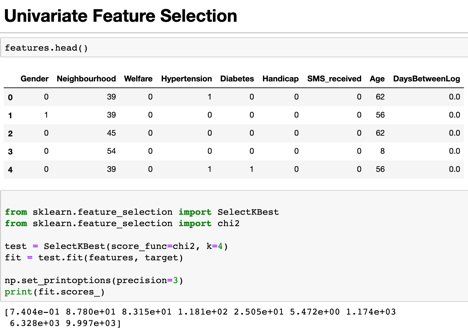 Univariate Feature Selection
features.head()
Gender Neighbourhood Welfare Hypertension Diabetes Handicap SMS_received Age DaysBetweenLog
0 0 39 0 1 0 0 0 62 0.0
1 1 39 0 0 0 0 0 56 0.0
2 0 45 0 0 0 0 0 62 0.0
3 0 54 0 0 0 0 0 8 0.0
4 0 39 0 1 1 0 0 56 0.0
from sklearn.feature_selection import SelectKBest
from sklearn.feature_selection import chi2
test = SelectKBest(score_func=chi2, k=4)
fit = test.fit(features, target)
np.set_printoptions(precision=3)
print(fit.scores_)
[7.404e-01 8.780e+01 8.315e+01 1.181e+02 2.505e+01 5.472e+00 1.174e+03
6.328e+03 9.997e+03]